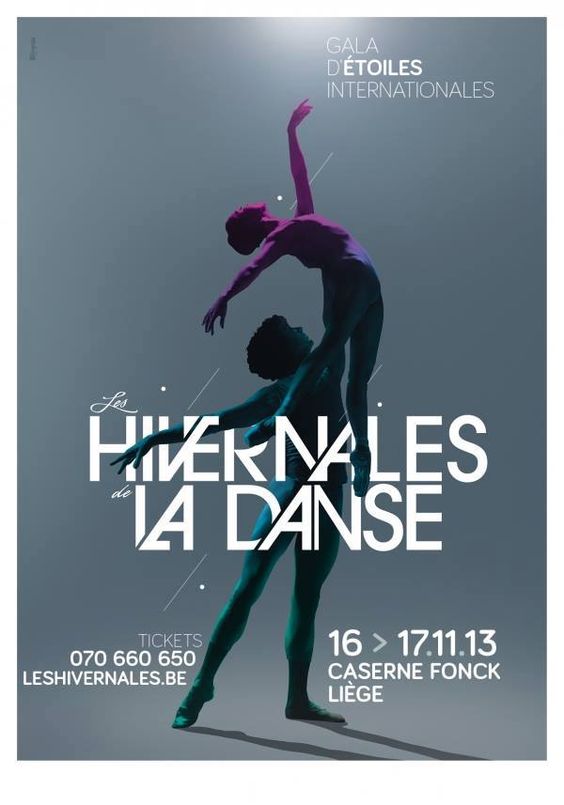 GALA
D'ÉTOILES
INTERNATIONALES
Les
HIVERNALES
de
LA DANSE
TICKETS
070 660 650
LESHIVERNALES.BE
16 > 17.11.13
CASERNE FONCK
LIÈGE